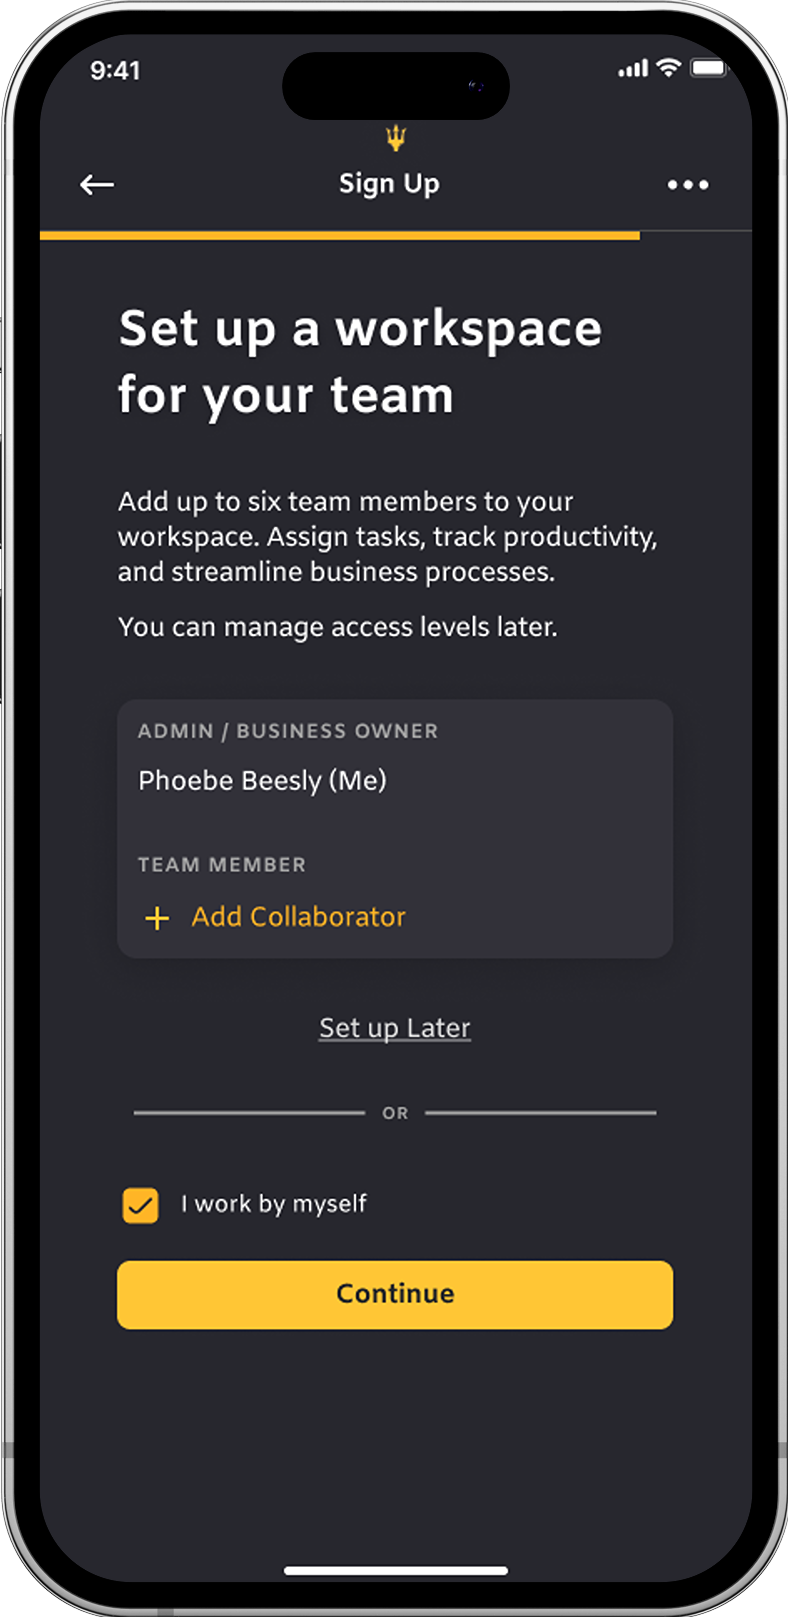 9:41
Sign Up
Set up a workspace
for your team
Add up to six team members to your
workspace. Assign tasks, track productivity,
and streamline business processes.
You can manage access levels later.
ADMIN / BUSINESS OWNER
Phoebe Beesly (Me)
TEAM MEMBER
+ Add Collaborator
Set up Later
OR
I work by myself
Continue